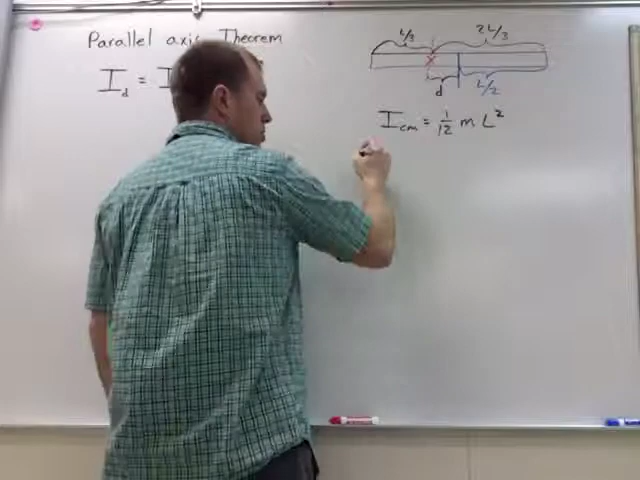 Parallel axis Theorem
I_d = I
L/3 2L/3
x
d L/2
I_cm = 1/12 m L²